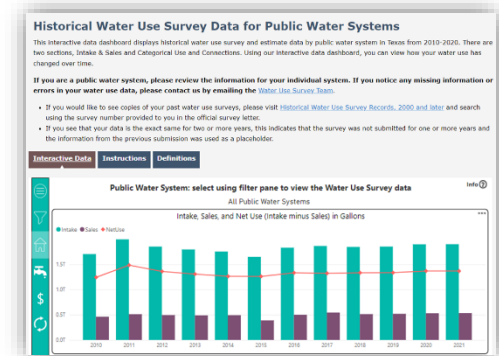 Historical Water Use Survey Data for Public Water Systems
This interactive data dashboard displays historical water use survey and estimate data by public water system in Texas from 2010-2020. There are
two sections, Intake & Sales and Categorical Use and Connections. Using our interactive data dashboard, you can view how your water use has
changed over time.
If you are a public water system, please review the information for your individual system. If you notice any missing information or
errors in your water use data, please contact us by emailing the Water Use Survey Team.
• If you would like to see copies of your past water use surveys, please visit Historical Water Use Survey Records, 2000 and later and search
using the survey number provided to you in the official survey letter.
• If you see that your data is the exact same for two or more years, this indicates that the survey was not submitted for one or more years and
the information from the previous submission was used as a placeholder.
Interactive Data Instructions Definitions
Public Water System: select using filter pane to view the Water Use Survey data
Info
All Public Water Systems
Intake, Sales, and Net Use (Intake minus Sales) in Gallons
Intake Sales NetUse
1.5T
1.0T
0.5T
0.0T
2010 2011 2012 2013 2014 2015 2016 2017 2018 2019 2020 2021